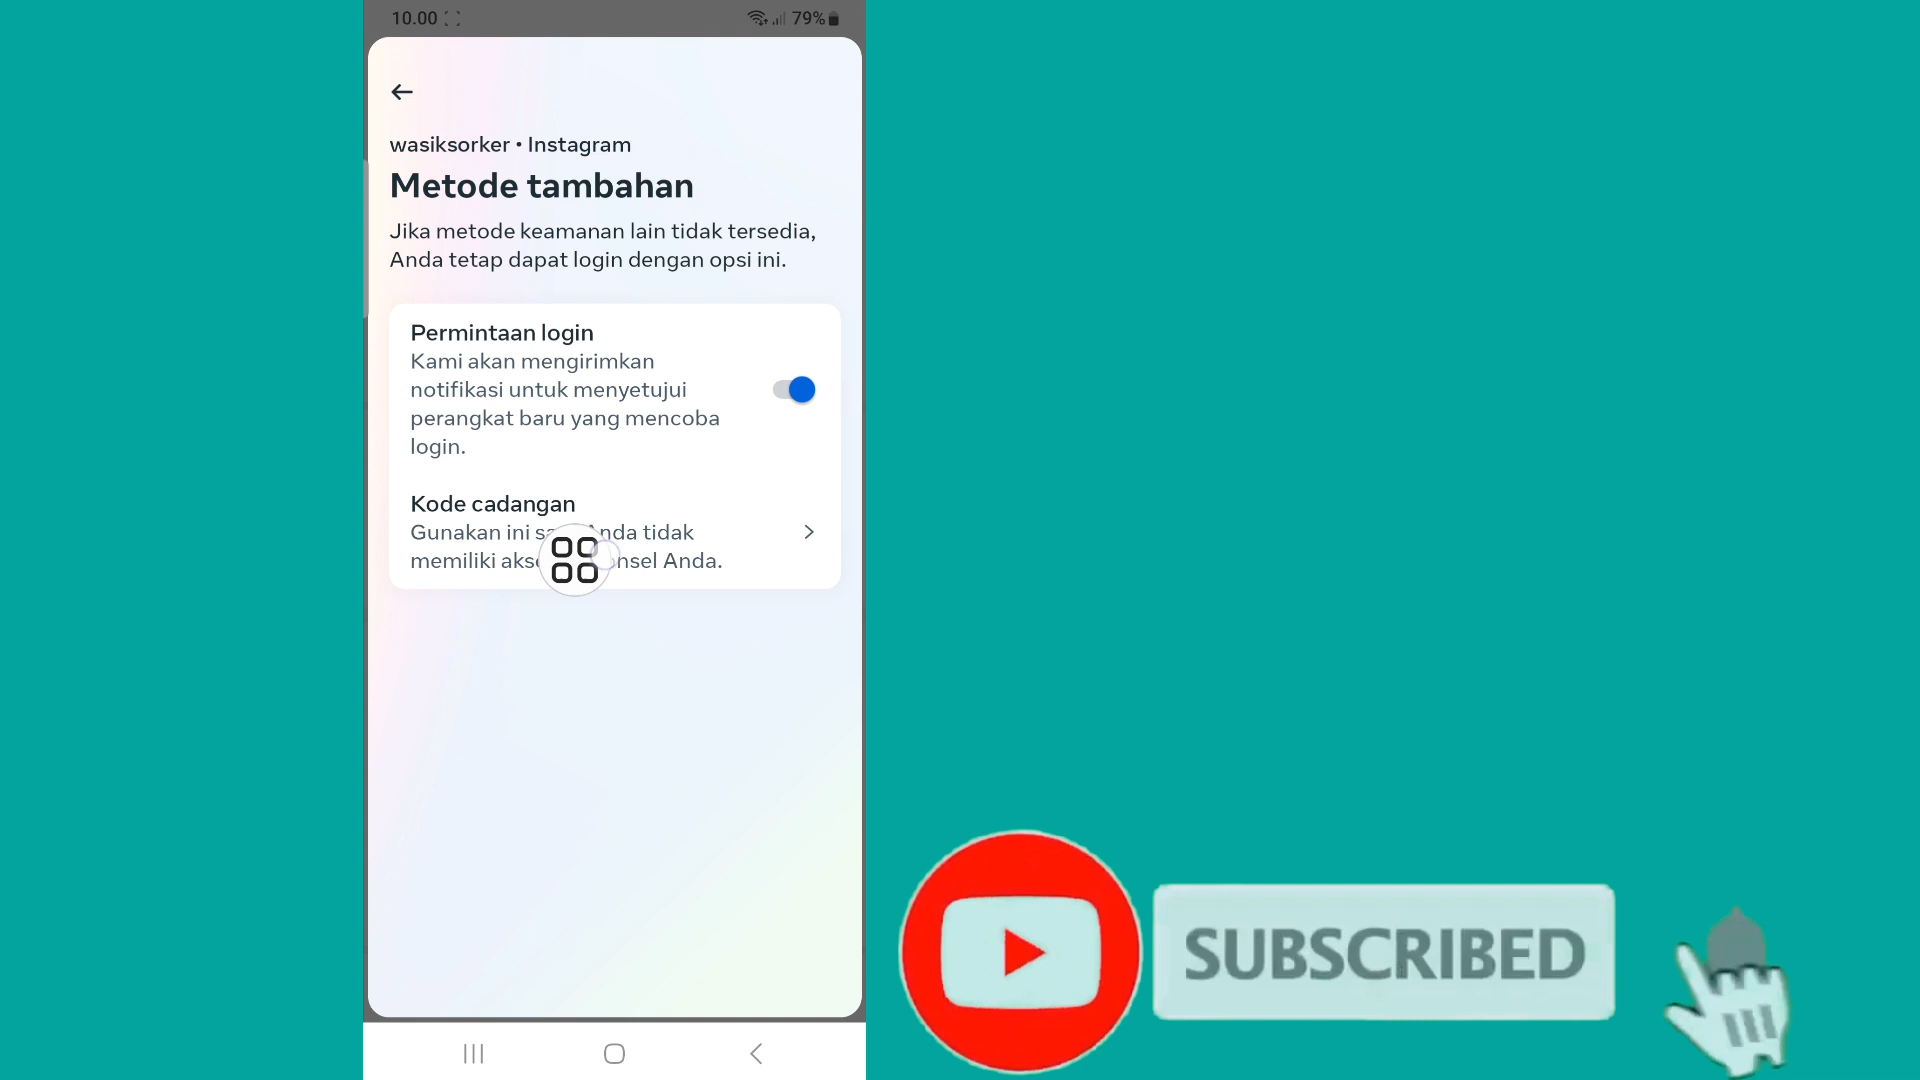 10.00
79%
wasiksorker • Instagram
Metode tambahan
Jika metode keamanan lain tidak tersedia,
Anda tetap dapat login dengan opsi ini.
Permintaan login
Kami akan mengirimkan
notifikasi untuk menyetujui
perangkat baru yang mencoba
login.
Kode cadangan
Gunakan ini Anda tidak
memiliki Anda.
SUBSCRIBED